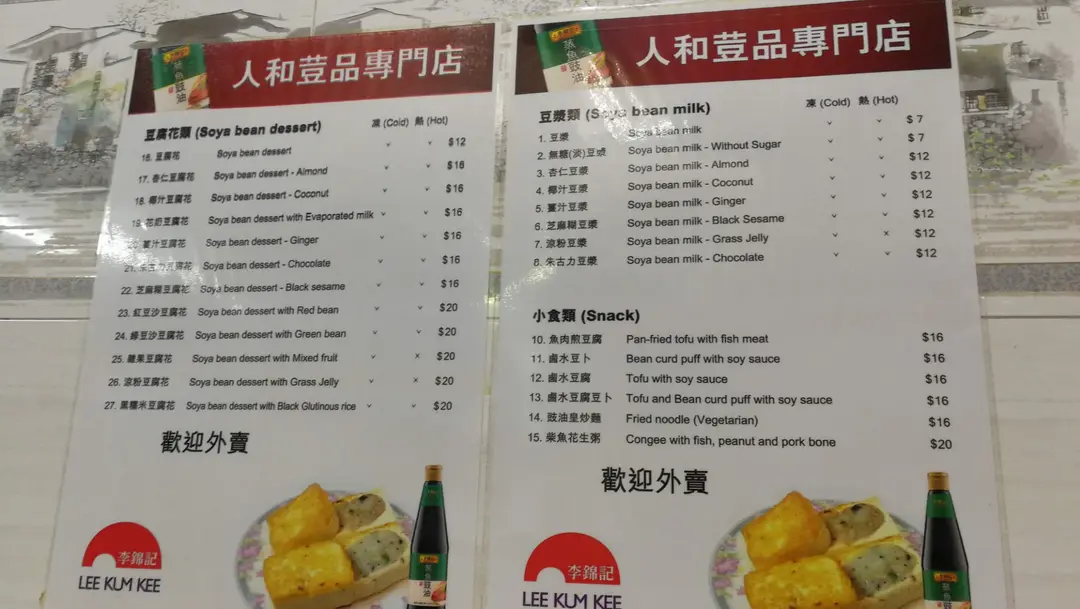 人和荳品專門店
豆腐花類 (Soya bean dessert) 凍 (Cold) 熱 (Hot)
16. 豆腐花 Soya bean dessert ˅ ˅ $12
17. 杏仁豆腐花 Soya bean dessert - Almond ˅ ˅ $16
18. 椰汁豆腐花 Soya bean dessert - Coconut ˅ ˅ $16
19. 花奶豆腐花 Soya bean dessert with Evaporated milk ˅ ˅ $16
20. 薑汁豆腐花 Soya bean dessert - Ginger ˅ ˅ $16
21. 朱古力豆腐花 Soya bean dessert - Chocolate ˅ ˅ $16
22. 芝麻糊豆腐花 Soya bean dessert - Black sesame ˅ ˅ $16
23. 紅豆沙豆腐花 Soya bean dessert with Red bean ˅ ˅ $20
24. 綠豆沙豆腐花 Soya bean dessert with Green bean ˅ ˅ $20
25. 雜果豆腐花 Soya bean dessert with Mixed fruit ˅ × $20
26. 涼粉豆腐花 Soya bean dessert with Grass Jelly ˅ × $20
27. 黑糯米豆腐花 Soya bean dessert with Black Glutinous rice ˅ ˅ $20
歡迎外賣
李錦記
LEE KUM KEE
人和荳品專門店
豆漿類 (Soya bean milk) 凍 (Cold) 熱 (Hot)
1. 豆漿 Soya bean milk ˅ ˅ $ 7
2. 無糖(淡)豆漿 Soya bean milk - Without Sugar ˅ ˅ $ 7
3. 杏仁豆漿 Soya bean milk - Almond ˅ ˅ $12
4. 椰汁豆漿 Soya bean milk - Coconut ˅ ˅ $12
5. 薑汁豆漿 Soya bean milk - Ginger ˅ ˅ $12
6. 芝麻糊豆漿 Soya bean milk - Black Sesame ˅ ˅ $12
7. 涼粉豆漿 Soya bean milk - Grass Jelly ˅ × $12
8. 朱古力豆漿 Soya bean milk - Chocolate ˅ ˅ $12
小食類 (Snack)
10. 魚肉煎豆腐 Pan-fried tofu with fish meat $16
11. 鹵水豆卜 Bean curd puff with soy sauce $16
12. 鹵水豆腐 Tofu with soy sauce $16
13. 鹵水豆腐豆卜 Tofu and Bean curd puff with soy sauce $16
14. 豉油皇炒麵 Fried noodle (Vegetarian) $16
15. 柴魚花生粥 Congee with fish, peanut and pork bone $20
歡迎外賣
李錦記
LEE KUM KEE
蒸魚豉油
蒸魚豉油